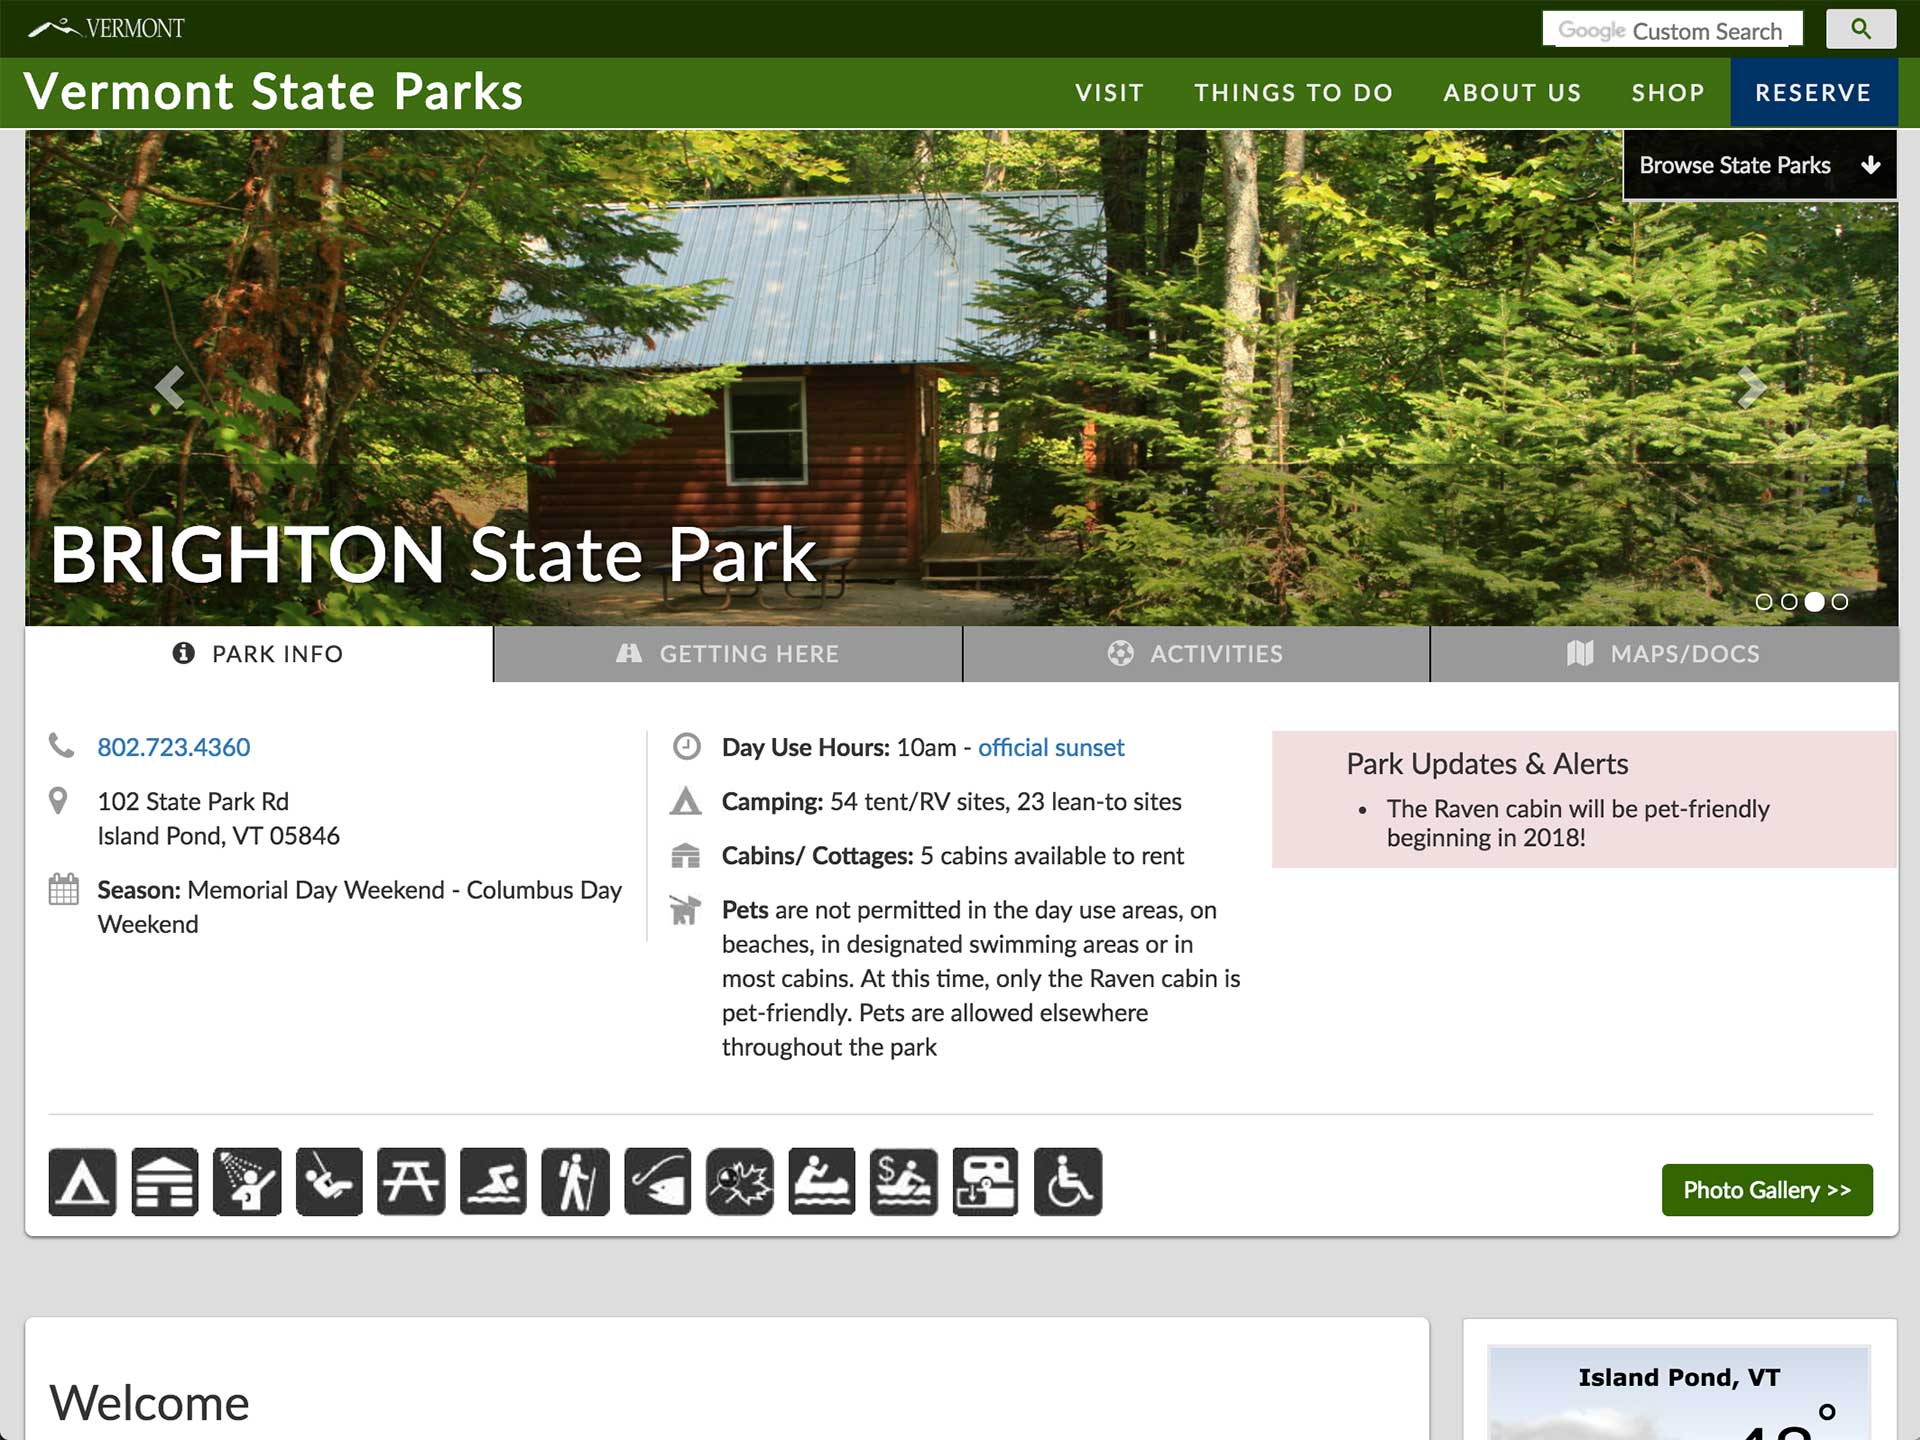 VERMONT
Google Custom Search
Vermont State Parks
VISIT
THINGS TO DO
ABOUT US
SHOP
RESERVE
Browse State Parks
BRIGHTON State Park
PARK INFO
GETTING HERE
ACTIVITIES
MAPS/DOCS
802.723.4360
102 State Park Rd
Island Pond, VT 05846
Season: Memorial Day Weekend - Columbus Day
Weekend
Day Use Hours: 10am - official sunset
Camping: 54 tent/RV sites, 23 lean-to sites
Cabins/ Cottages: 5 cabins available to rent
Pets are not permitted in the day use areas, on
beaches, in designated swimming areas or in
most cabins. At this time, only the Raven cabin is
pet-friendly. Pets are allowed elsewhere
throughout the park
Park Updates & Alerts
• The Raven cabin will be pet-friendly
beginning in 2018!
$
Photo Gallery >>
Welcome
Island Pond, VT